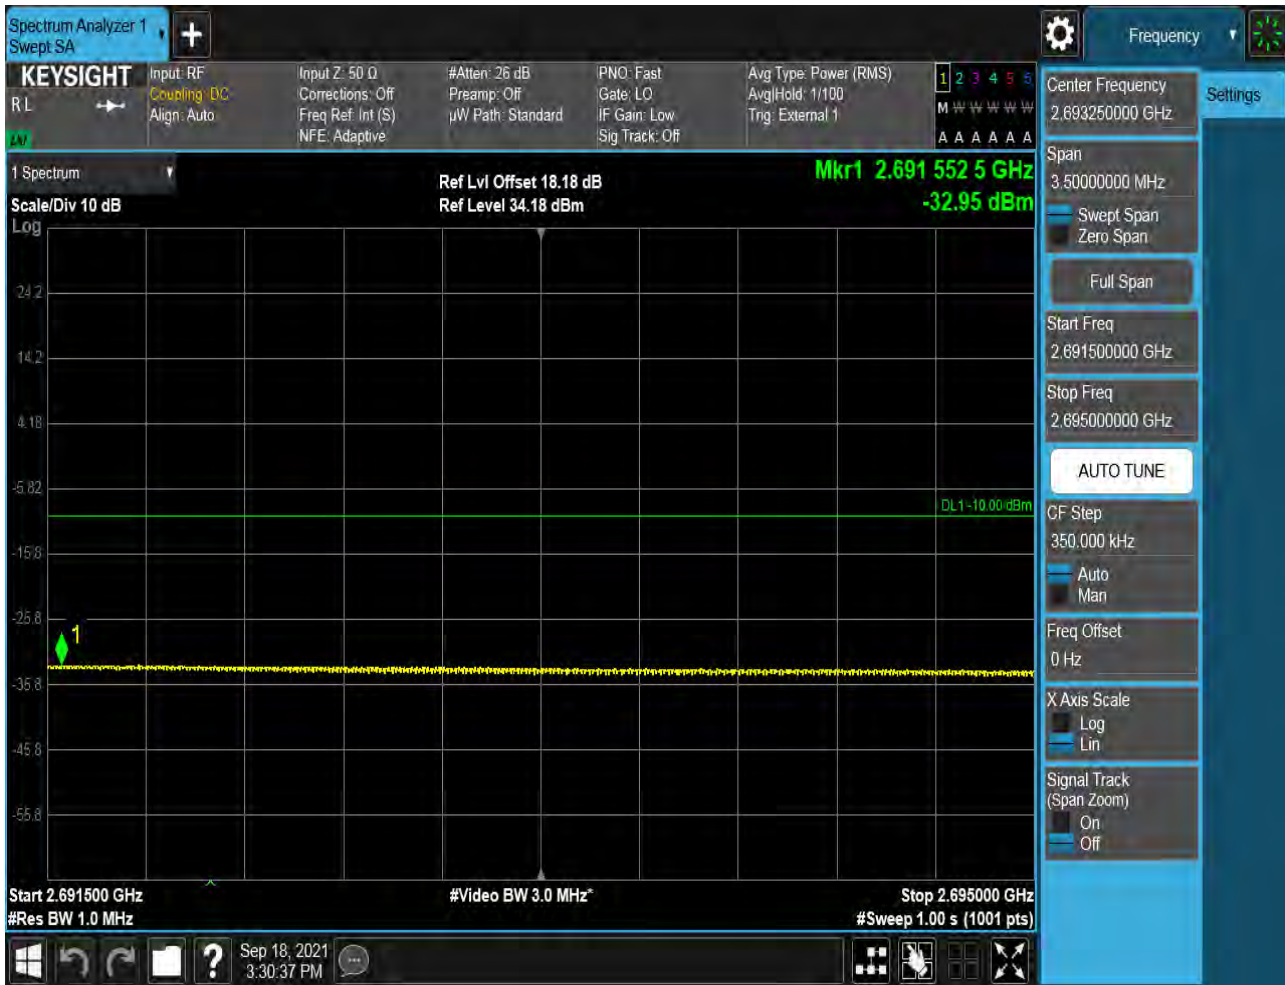 Spectrum Analyzer 1
Swept SA
Frequency
KEYSIGHT
R L
Input: RF
Coupling: DC
Align: Auto
Input Z: 50 Ω
Corrections: Off
Freq Ref: Int (S)
NFE: Adaptive
#Atten: 26 dB
Preamp: Off
µW Path: Standard
PNO: Fast
Gate: LO
IF Gain: Low
Sig Track: Off
Avg Type: Power (RMS)
Avg|Hold: 1/100
Trig: External 1
1 2 3 4 5 6
M W W W W W
A A A A A A
1 Spectrum
Scale/Div 10 dB
Log
Ref Lvl Offset 18.18 dB
Ref Level 34.18 dBm
Mkr1 2.691 552 5 GHz
-32.95 dBm
24.2
14.2
4.18
-5.82
DL1 -10.00 dBm
-15.8
-25.8
1
-35.8
-45.8
-55.8
Start 2.691500 GHz
#Res BW 1.0 MHz
#Video BW 3.0 MHz*
Stop 2.695000 GHz
#Sweep 1.00 s (1001 pts)
Center Frequency
2.693250000 GHz
Settings
Span
3.50000000 MHz
Swept Span
Zero Span
Full Span
Start Freq
2.691500000 GHz
Stop Freq
2.695000000 GHz
AUTO TUNE
CF Step
350.000 kHz
Auto
Man
Freq Offset
0 Hz
X Axis Scale
Log
Lin
Signal Track
(Span Zoom)
On
Off
?
Sep 18, 2021
3:30:37 PM